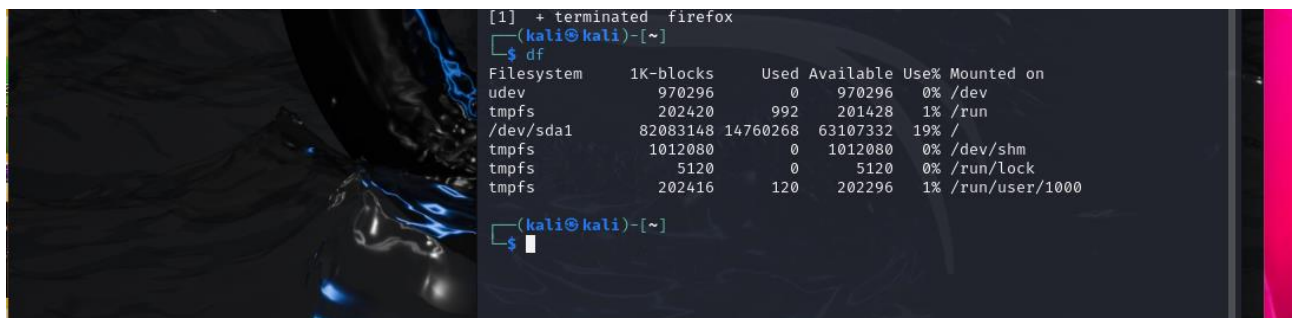 [1]  + terminated  firefox
┌──(kali㉿kali)-[~]
└─$ df
Filesystem     1K-blocks     Used Available Use% Mounted on
udev              970296        0    970296   0% /dev
tmpfs             202420      992    201428   1% /run
/dev/sda1       82083148 14760268  63107332  19% /
tmpfs            1012080        0   1012080   0% /dev/shm
tmpfs               5120        0      5120   0% /run/lock
tmpfs             202416      120    202296   1% /run/user/1000
┌──(kali㉿kali)-[~]
└─$